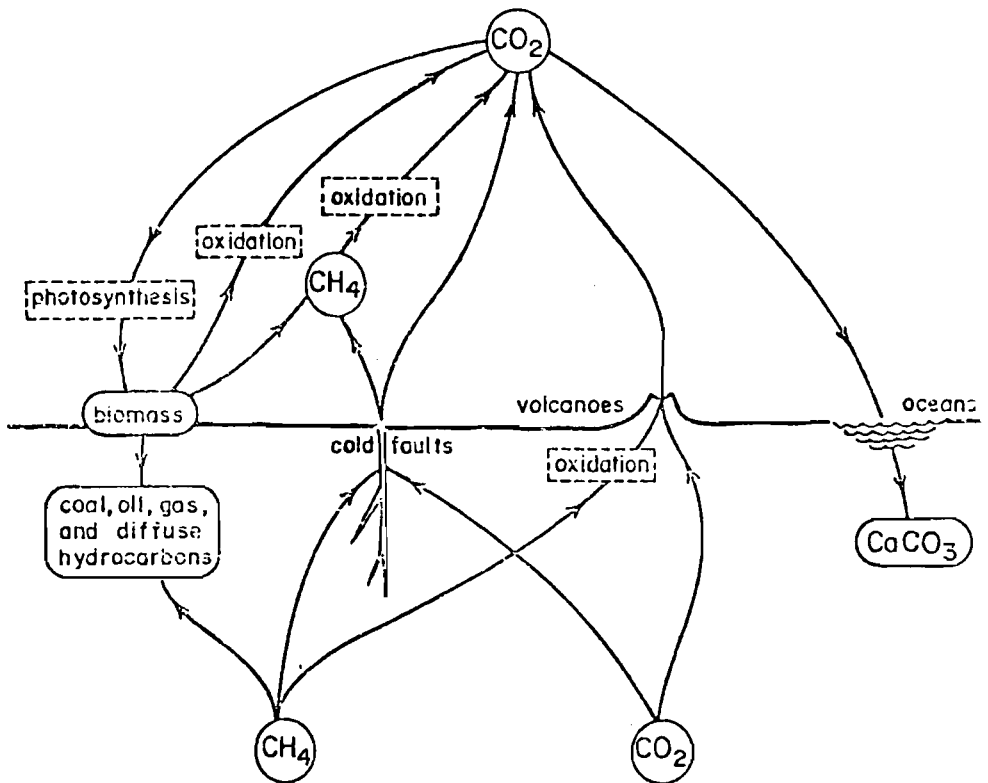 CO2
oxidation
oxidation
CH4
photosynthesis
biomass
volcanoes
oceans
cold faults
oxidation
coal, oil, gas,
and diffuse
hydrocarbons
CaCO3
CH4
CO2